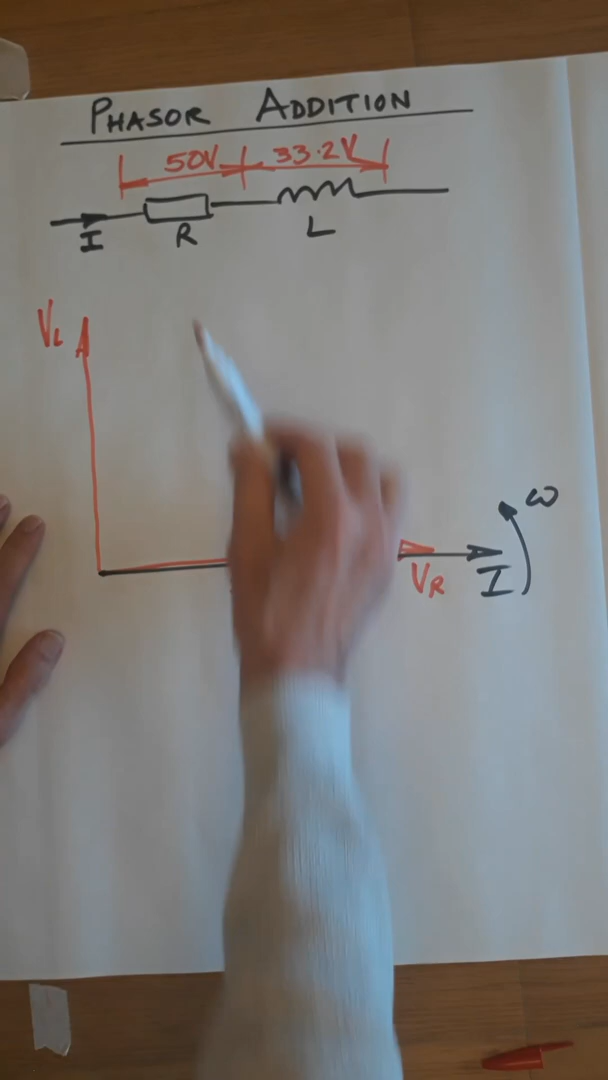 PHASOR ADDITION
50V 33.2V
I R L
VL
ω
VR I